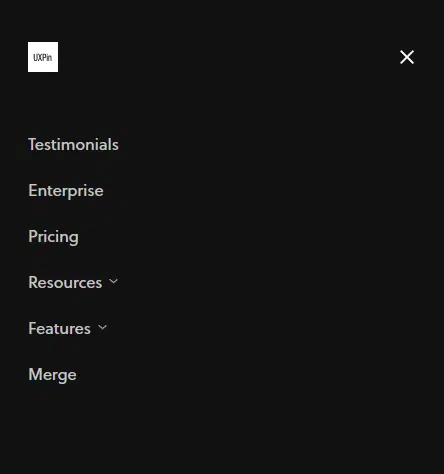 UXPin
Testimonials
Enterprise
Pricing
Resources
Features
Merge